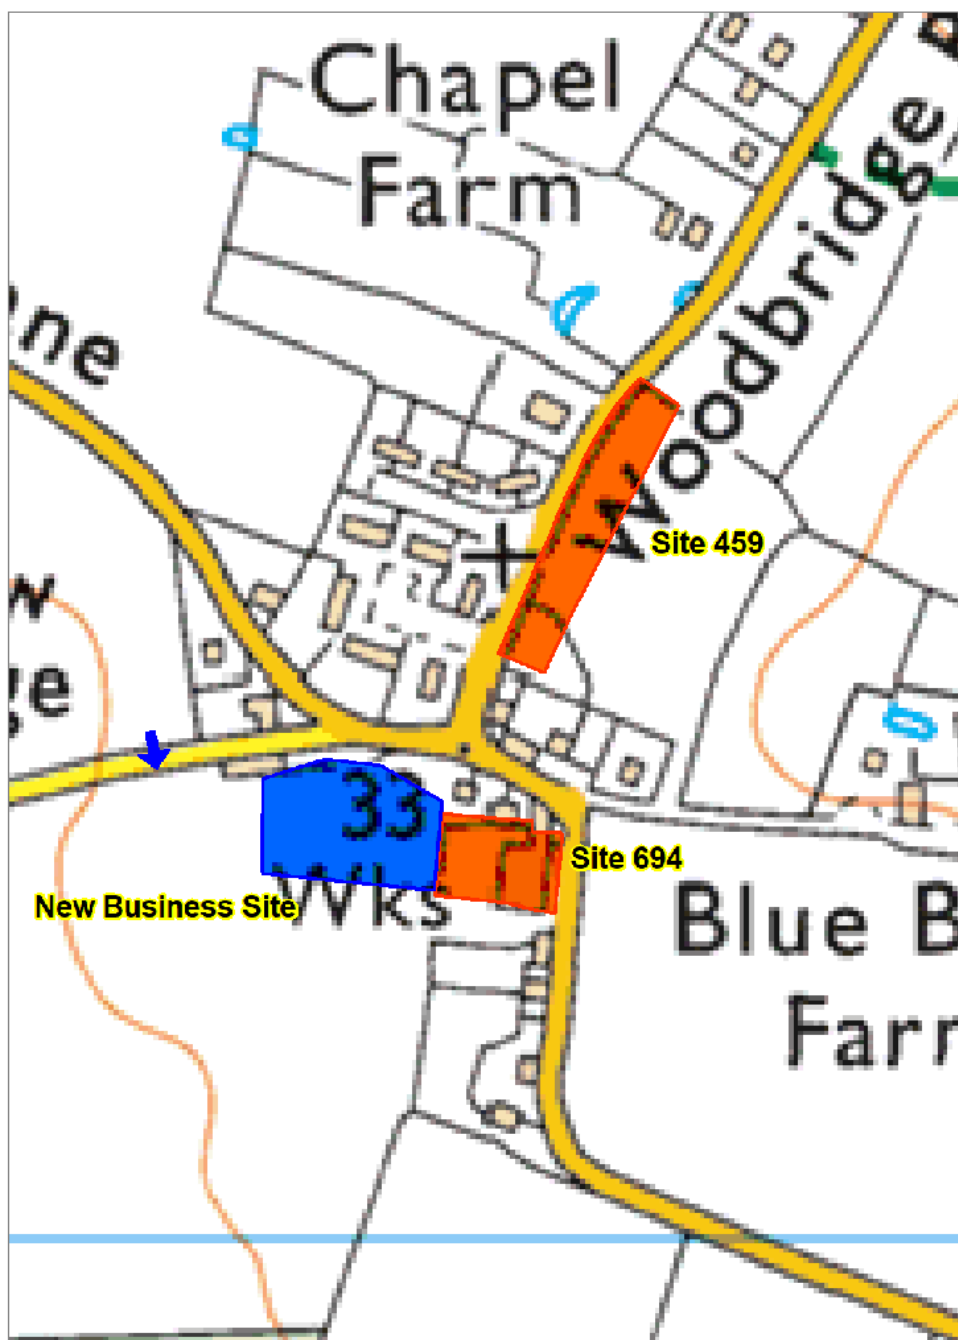 Chapel
Farm
Woodbridge
ne
Site 459
w
ge
33
Site 694
New Business Site
Wks
Blue B
Farr